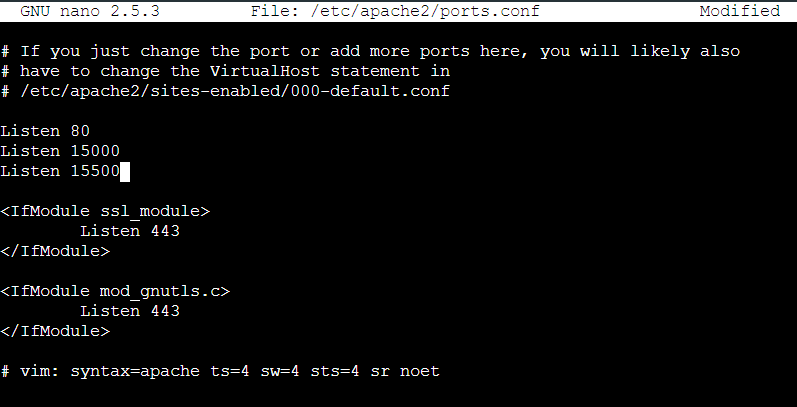 GNU nano 2.5.3 File: /etc/apache2/ports.conf Modified
# If you just change the port or add more ports here, you will likely also
# have to change the VirtualHost statement in
# /etc/apache2/sites-enabled/000-default.conf
Listen 80
Listen 15000
Listen 15500
<IfModule ssl_module>
        Listen 443
</IfModule>
<IfModule mod_gnutls.c>
        Listen 443
</IfModule>
# vim: syntax=apache ts=4 sw=4 sts=4 sr noet